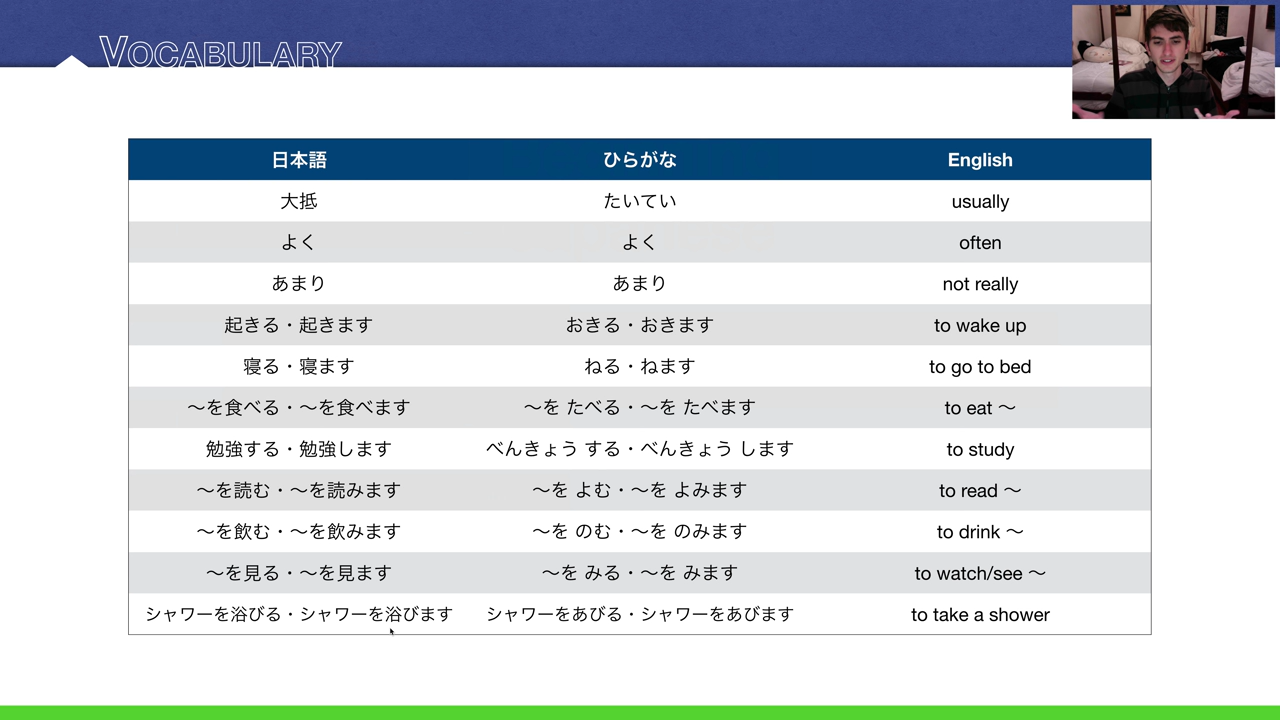 VOCABULARY
日本語 ひらがな English
大抵 たいてい usually
よく よく often
あまり あまり not really
起きる・起きます おきる・おきます to wake up
寝る・寝ます ねる・ねます to go to bed
〜を食べる・〜を食べます 〜を たべる・〜を たべます to eat 〜
勉強する・勉強します べんきょう する・べんきょう します to study
〜を読む・〜を読みます 〜を よむ・〜を よみます to read 〜
〜を飲む・〜を飲みます 〜を のむ・〜を のみます to drink 〜
〜を見る・〜を見ます 〜を みる・〜を みます to watch/see 〜
シャワーを浴びる・シャワーを浴びます シャワーをあびる・シャワーをあびます to take a shower